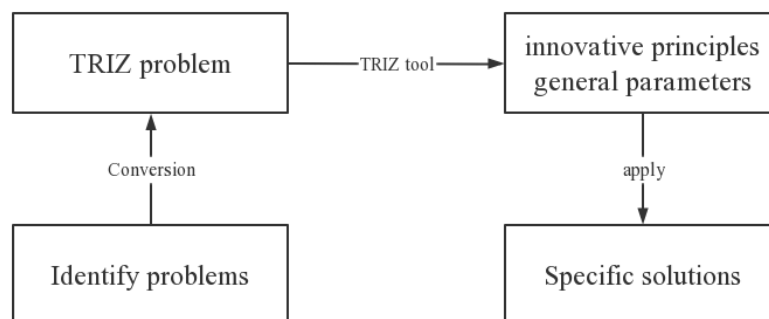 TRIZ problem
TRIZ tool
innovative principles
general parameters
Conversion
apply
Identify problems
Specific solutions